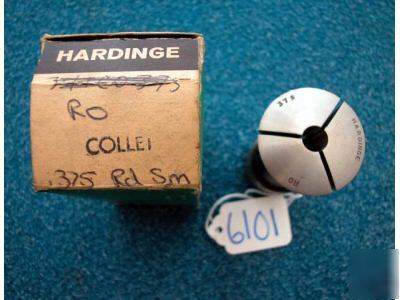 HARDINGE
RO
COLLET
.375 Rd Sm
375
HARDINGE
RO
6101